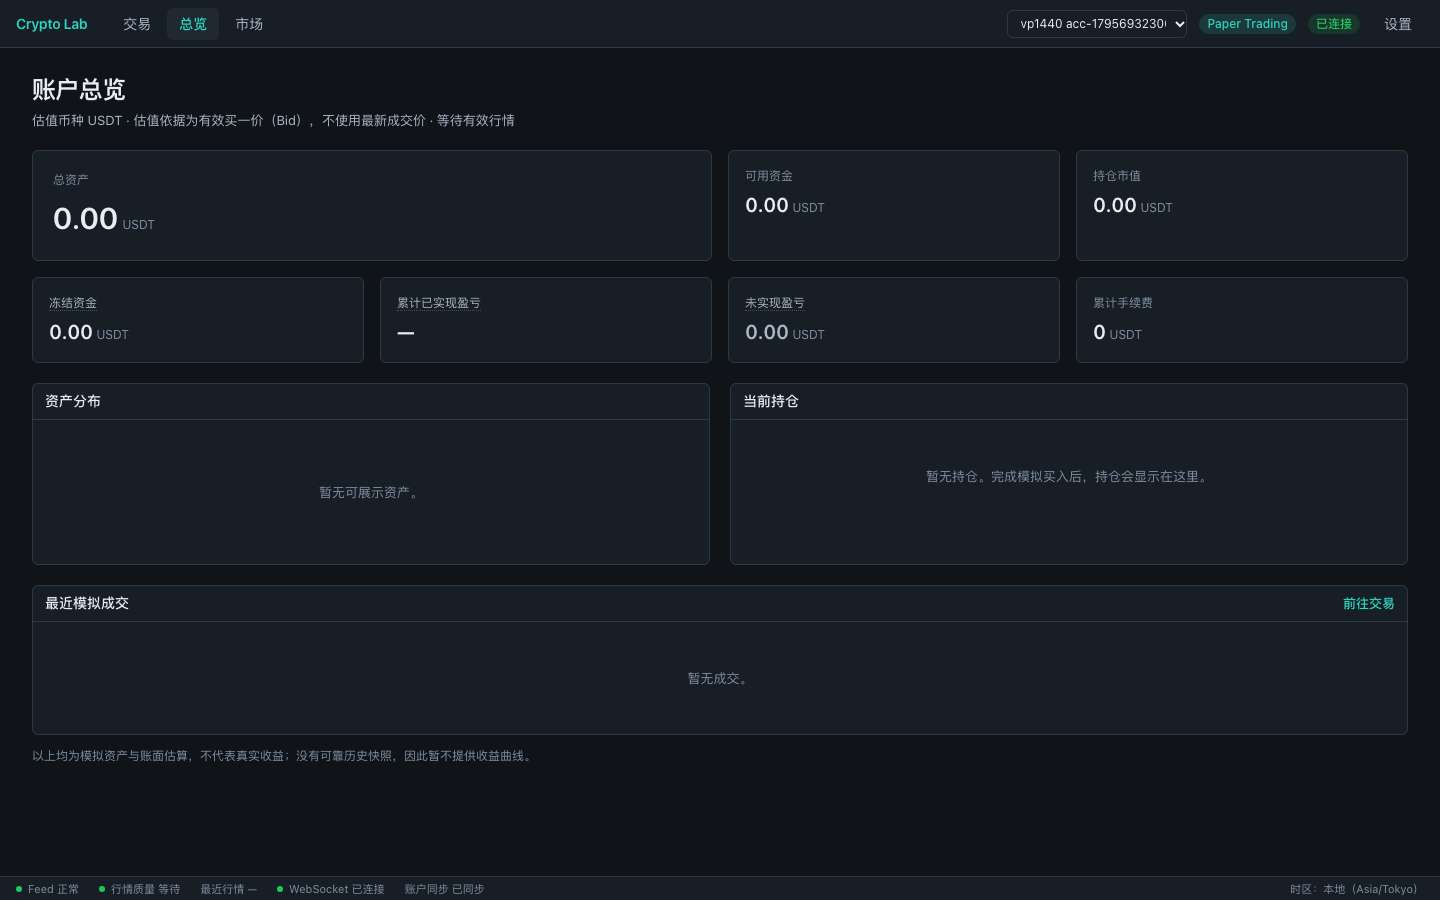 Crypto Lab 交易 总览 市场 vp1440 acc-1795693230 Paper Trading 已连接 设置
账户总览
估值币种 USDT · 估值依据为有效买一价（Bid），不使用最新成交价 · 等待有效行情
总资产 可用资金 持仓市值
0.00 USDT 0.00 USDT 0.00 USDT
冻结资金 累计已实现盈亏 未实现盈亏 累计手续费
0.00 USDT — 0.00 USDT 0 USDT
资产分布 当前持仓
暂无可展示资产。 暂无持仓。完成模拟买入后，持仓会显示在这里。
最近模拟成交 前往交易
暂无成交。
以上均为模拟资产与账面估算，不代表真实收益；没有可靠历史快照，因此暂不提供收益曲线。
Feed 正常 行情质量 等待 最近行情 — WebSocket 已连接 账户同步 已同步 时区：本地（Asia/Tokyo）